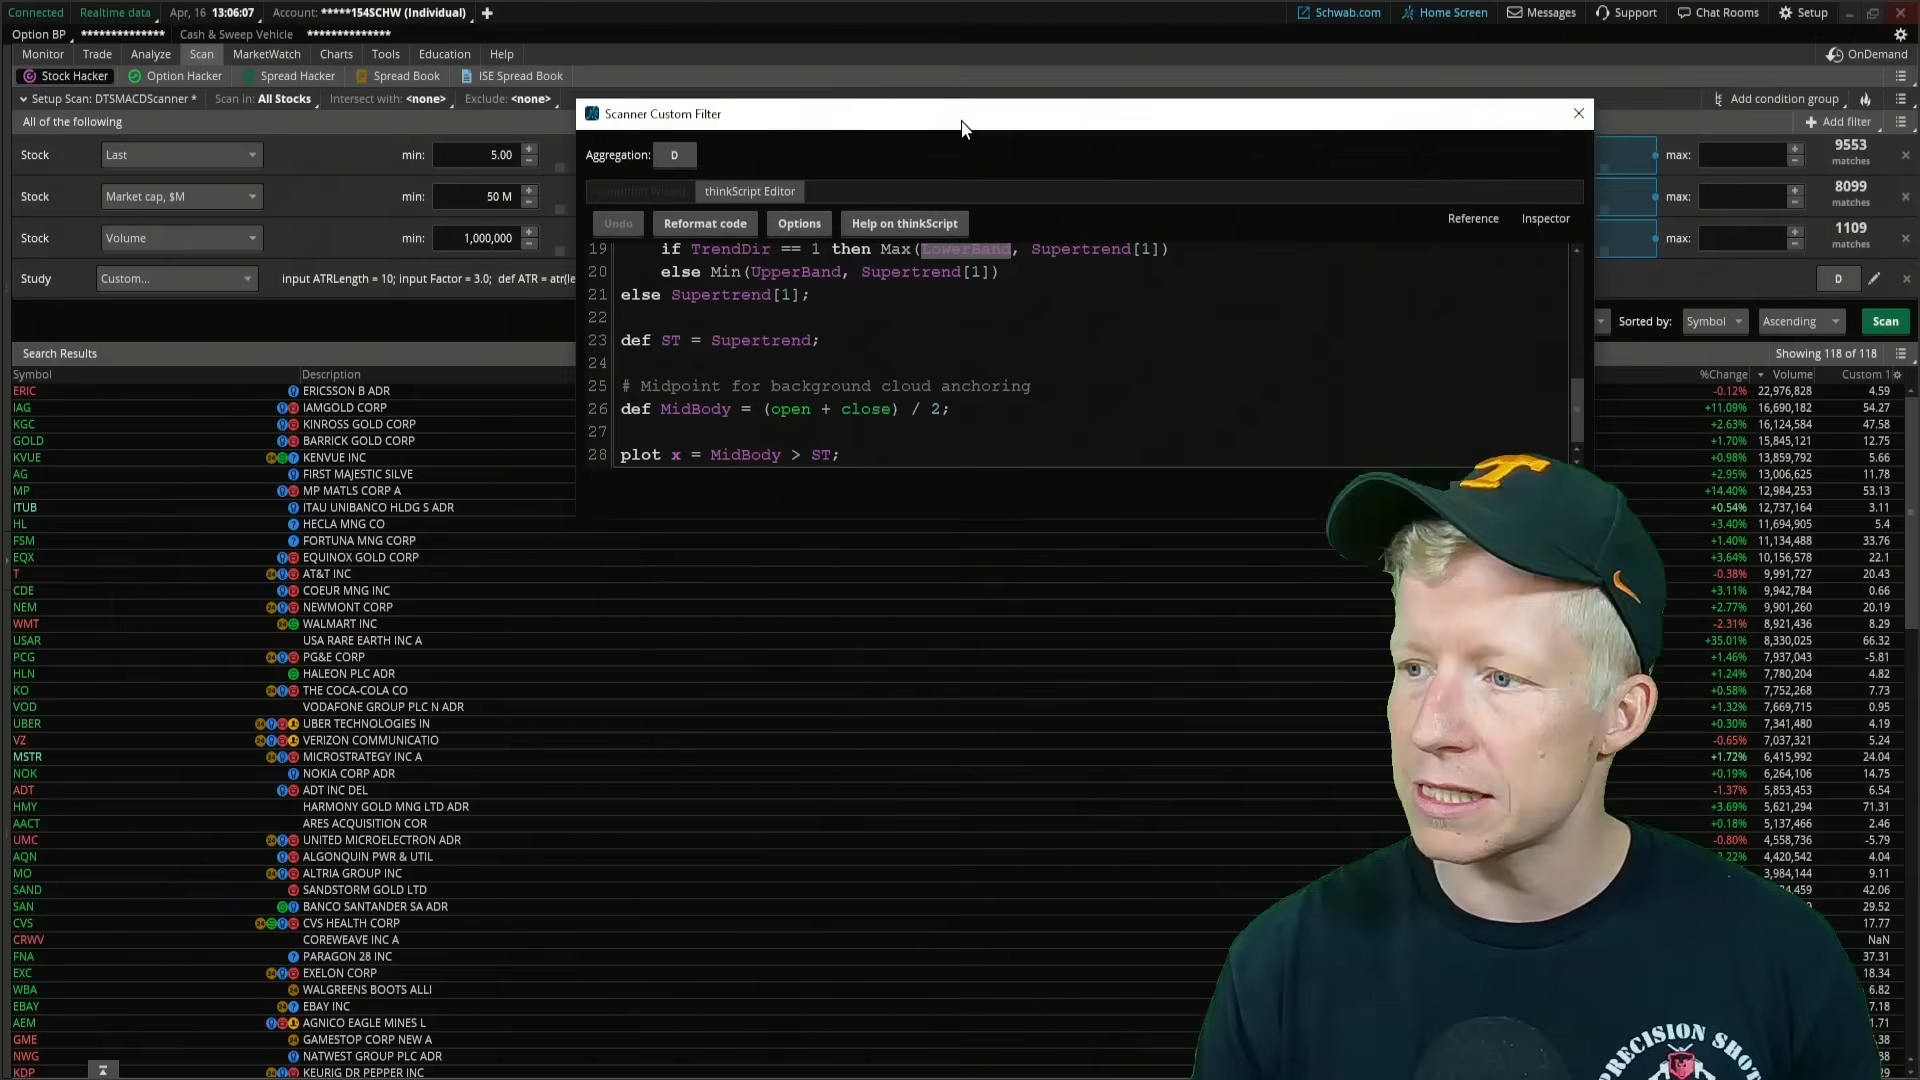 Connected Realtime data Apr, 16 13:06:07 Account: *****154SCHW (Individual) Schwab.com Home Screen Messages Support Chat Rooms Setup
Option BP ************** Cash & Sweep Vehicle **************
Monitor Trade Analyze Scan MarketWatch Charts Tools Education Help OnDemand
Stock Hacker Option Hacker Spread Hacker Spread Book ISE Spread Book
Setup Scan: DTSMACDScanner * Scan in: All Stocks Intersect with: <none> Exclude: <none> Add condition group
All of the following Add filter
Stock Last min: 5.00 max: 9553 matches
Stock Market cap, $M min: 50 M max: 8099 matches
Stock Volume min: 1,000,000 max: 1109 matches
Study Custom... input ATRLength = 10; input Factor = 3.0; def ATR = atr(le D
Sorted by: Symbol Ascending Scan
Scanner Custom Filter
Aggregation: D
thinkScript Editor
Undo Reformat code Options Help on thinkScript Reference Inspector
19 if TrendDir == 1 then Max(LowerBand, Supertrend[1])
20 else Min(UpperBand, Supertrend[1])
21 else Supertrend[1];
22
23 def ST = Supertrend;
24
25 # Midpoint for background cloud anchoring
26 def MidBody = (open + close) / 2;
27
28 plot x = MidBody > ST;
Search Results Showing 118 of 118
Symbol Description %Change Volume Custom 1
ERIC ERICSSON B ADR -0.12% 22,976,828 4.59
IAG IAMGOLD CORP +11.09% 16,690,182 54.27
KGC KINROSS GOLD CORP +2.63% 16,124,584 47.58
GOLD BARRICK GOLD CORP +1.70% 15,845,121 12.75
KVUE KENVUE INC +0.98% 13,859,792 5.66
AG FIRST MAJESTIC SILVE +2.95% 13,006,625 11.78
MP MP MATLS CORP A +14.40% 12,984,253 53.13
ITUB ITAU UNIBANCO HLDG S ADR +0.54% 12,737,164 3.11
HL HECLA MNG CO +3.40% 11,694,905 5.4
FSM FORTUNA MNG CORP +1.40% 11,134,488 33.76
EQX EQUINOX GOLD CORP +3.64% 10,156,578 22.1
T AT&T INC -0.38% 9,991,727 20.43
CDE COEUR MNG INC +3.11% 9,942,784 0.66
NEM NEWMONT CORP +2.77% 9,901,260 20.19
WMT WALMART INC -2.31% 8,921,436 8.29
USAR USA RARE EARTH INC A +35.01% 8,330,025 66.32
PCG PG&E CORP +1.46% 7,937,043 -5.81
HLN HALEON PLC ADR +1.24% 7,780,204 4.82
KO THE COCA-COLA CO +0.58% 7,752,268 7.73
VOD VODAFONE GROUP PLC N ADR +1.32% 7,669,715 0.95
UBER UBER TECHNOLOGIES IN +0.30% 7,341,480 4.19
VZ VERIZON COMMUNICATIO -0.65% 7,037,321 5.24
MSTR MICROSTRATEGY INC A +1.72% 6,415,992 24.04
NOK NOKIA CORP ADR +0.19% 6,264,106 14.75
ADT ADT INC DEL -1.37% 5,853,453 6.54
HMY HARMONY GOLD MNG LTD ADR +3.69% 5,621,294 71.31
AACT ARES ACQUISITION COR +0.18% 5,137,466 2.46
UMC UNITED MICROELECTRON ADR -0.80% 4,558,736 -5.79
AQN ALGONQUIN PWR & UTIL 4,420,542 4.04
MO ALTRIA GROUP INC 3,984,144 9.11
SAND SANDSTORM GOLD LTD 42.06
SAN BANCO SANTANDER SA ADR 29.52
CVS CVS HEALTH CORP 17.77
CRWV COREWEAVE INC A NaN
FNA PARAGON 28 INC 37.31
EXC EXELON CORP 18.34
WBA WALGREENS BOOTS ALLI 6.82
EBAY EBAY INC
AEM AGNICO EAGLE MINES L
GME GAMESTOP CORP NEW A
NWG NATWEST GROUP PLC ADR
KDP KEURIG DR PEPPER INC
T
PRECISION SHOT